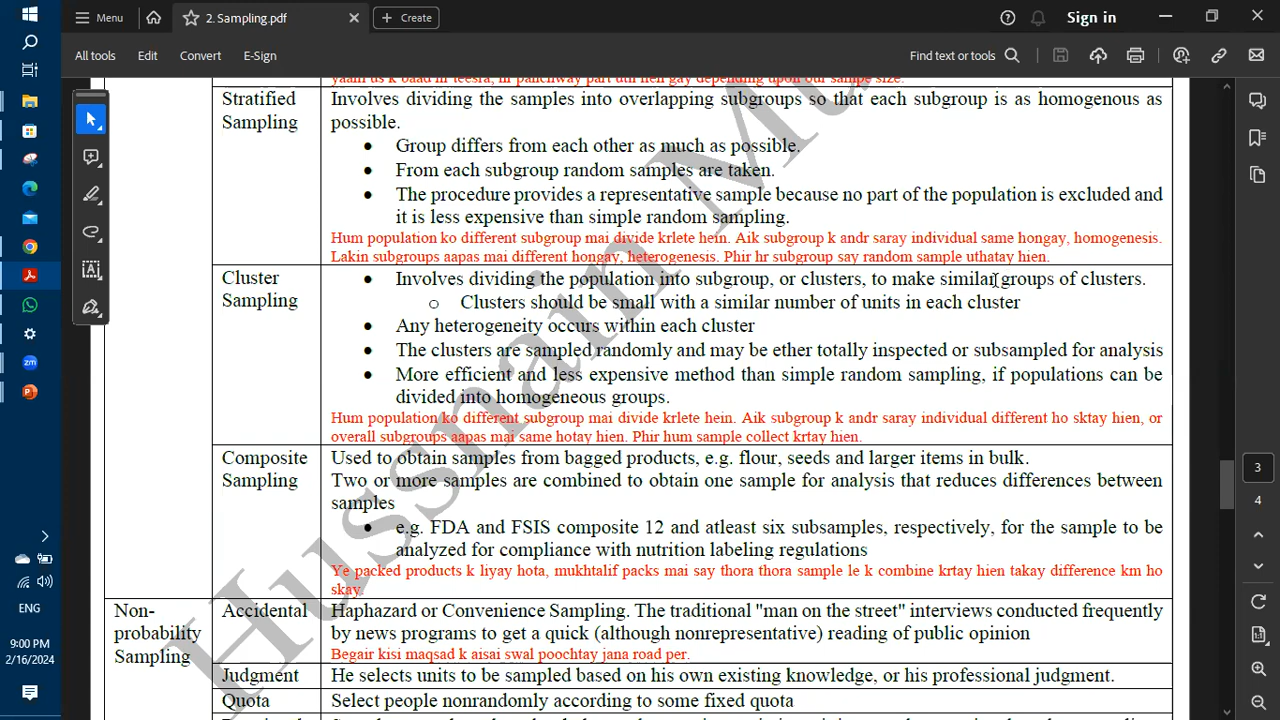 Menu
2. Sampling.pdf
Create
Sign in
All tools
Edit
Convert
E-Sign
Find text or tools
yaani us k baad
depending upon our sampe size.
Stratified Sampling
Involves dividing the samples into overlapping subgroups so that each subgroup is as homogenous as
possible.
• Group differs from each other as much as possible.
• From each subgroup random samples are taken.
• The procedure provides a representative sample because no part of the population is excluded and
it is less expensive than simple random sampling.
Hum population ko different subgroup mai divide krlete hein. Aik subgroup k andr saray individual same hongay, homogenesis.
Lakin subgroups aapas mai different hongay, heterogenesis. Phir hr subgroup say random sample uthatay hien.
Cluster Sampling
• Involves dividing the population into subgroup, or clusters, to make similar groups of clusters.
o Clusters should be small with a similar number of units in each cluster
• Any heterogeneity occurs within each cluster
• The clusters are sampled randomly and may be ether totally inspected or subsampled for analysis
• More efficient and less expensive method than simple random sampling, if populations can be
divided into homogeneous groups.
Hum population ko different subgroup mai divide krlete hein. Aik subgroup k andr saray individual different ho sktay hien, or
overall subgroups aapas mai same hotay hien. Phir hum sample collect krtay hien.
Composite Sampling
Used to obtain samples from bagged products, e.g. flour, seeds and larger items in bulk.
Two or more samples are combined to obtain one sample for analysis that reduces differences between
samples
• e.g. FDA and FSIS composite 12 and atleast six subsamples, respectively, for the sample to be
analyzed for compliance with nutrition labeling regulations
Ye packed products k liyay hota, mukhtalif packs mai say thora thora sample le k combine krtay hien takay difference km ho
skay.
Non-probability Sampling
Accidental
Haphazard or Convenience Sampling. The traditional "man on the street" interviews conducted frequently
by news programs to get a quick (although nonrepresentative) reading of public opinion
Begair kisi maqsad k aisai swal poochtay jana road per.
Judgment
He selects units to be sampled based on his own existing knowledge, or his professional judgment.
Quota
Select people nonrandomly according to some fixed quota
Hussnain Mu
3
4
ENG
9:00 PM
2/16/2024